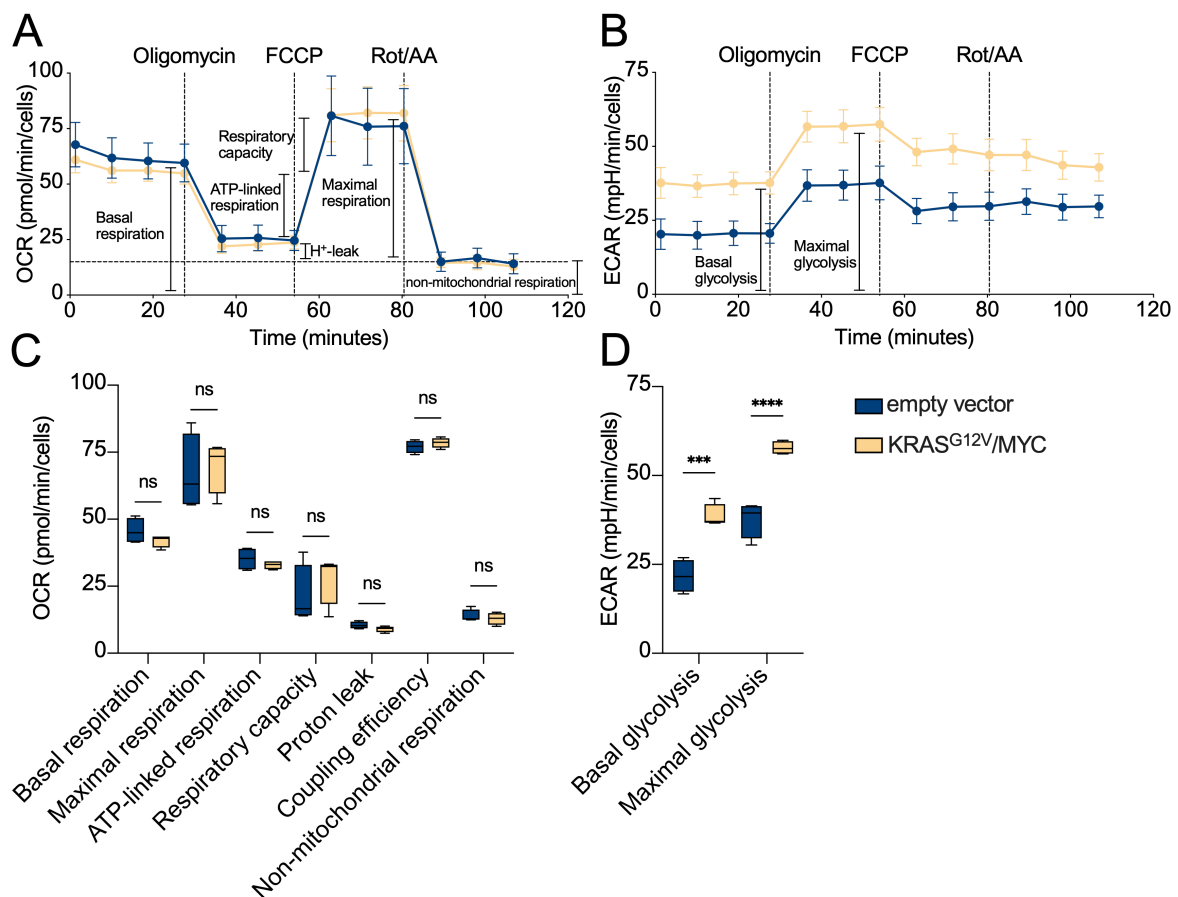 A
Oligomycin FCCP Rot/AA
OCR (pmol/min/cells)
100
75
50
25
0
Respiratory
capacity
ATP-linked
respiration
Maximal
respiration
Basal
respiration
H+-leak
non-mitochondrial respiration
0 20 40 60 80 100 120
Time (minutes)
B
Oligomycin FCCP Rot/AA
ECAR (mpH/min/cells)
75
50
25
0
Basal
glycolysis
Maximal
glycolysis
0 20 40 60 80 100 120
Time (minutes)
C
OCR (pmol/min/cells)
100
75
50
25
0
ns
ns
ns
ns
ns
ns
ns
Basal respiration
Maximal respiration
ATP-linked respiration
Respiratory capacity
Proton leak
Coupling efficiency
Non-mitochondrial respiration
D
ECAR (mpH/min/cells)
75
50
25
0
***
****
Basal glycolysis
Maximal glycolysis
empty vector
KRASG12V/MYC